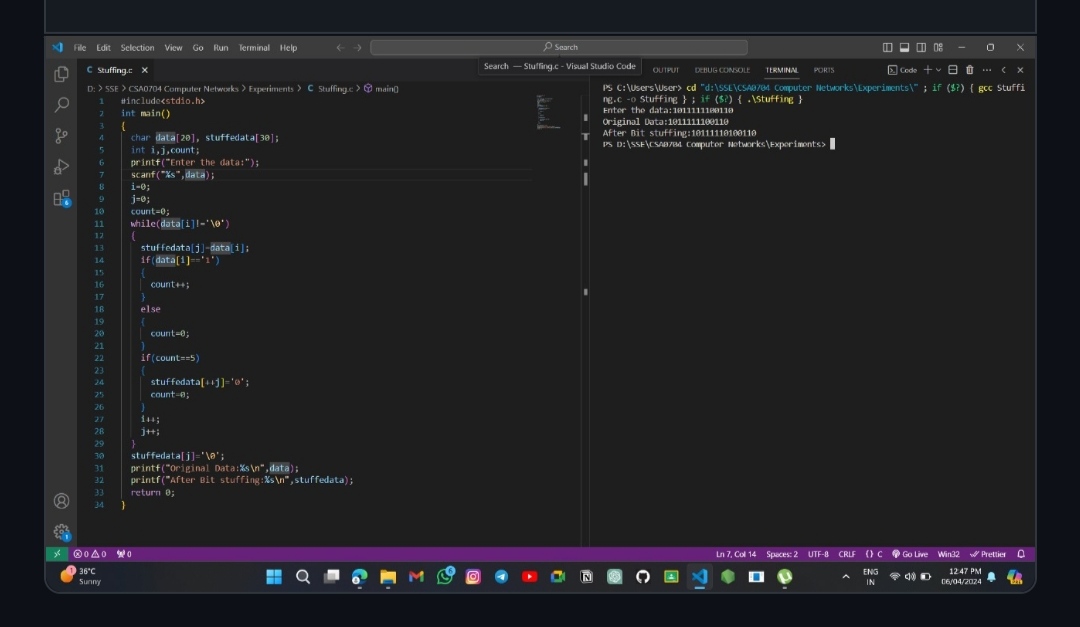 File Edit Selection View Go Run Terminal Help
Search
Stuffing.c
Search — Stuffing.c - Visual Studio Code
OUTPUT DEBUG CONSOLE TERMINAL PORTS
Code
D: > SSE > CSA0704 Computer Networks > Experiments > C Stuffing.c > main()
1 #include<stdio.h>
2 int main()
3 {
4 char data[20], stuffedata[30];
5 int i,j,count;
6 printf("Enter the data:");
7 scanf("%s",data);
8 i=0;
9 j=0;
10 count=0;
11 while(data[i]!='\0')
12 {
13 stuffedata[j]=data[i];
14 if(data[i]=='1')
15 {
16 count++;
17 }
18 else
19 {
20 count=0;
21 }
22 if(count==5)
23 {
24 stuffedata[++j]='0';
25 count=0;
26 }
27 i++;
28 j++;
29 }
30 stuffedata[j]='\0';
31 printf("Original Data:%s\n",data);
32 printf("After Bit stuffing:%s\n",stuffedata);
33 return 0;
34 }
PS C:\Users\User> cd "d:\SSE\CSA0704 Computer Networks\Experiments\" ; if ($?) { gcc Stuffi
ng.c -o Stuffing } ; if ($?) { .\Stuffing }
Enter the data:1011111100110
Original Data:1011111100110
After Bit stuffing:10111110100110
PS D:\SSE\CSA0704 Computer Networks\Experiments>
0 0 0
Ln 7, Col 14 Spaces: 2 UTF-8 CRLF {} C Go Live Win32 Prettier
36°C
Sunny
ENG
IN
12:47 PM
06/04/2024